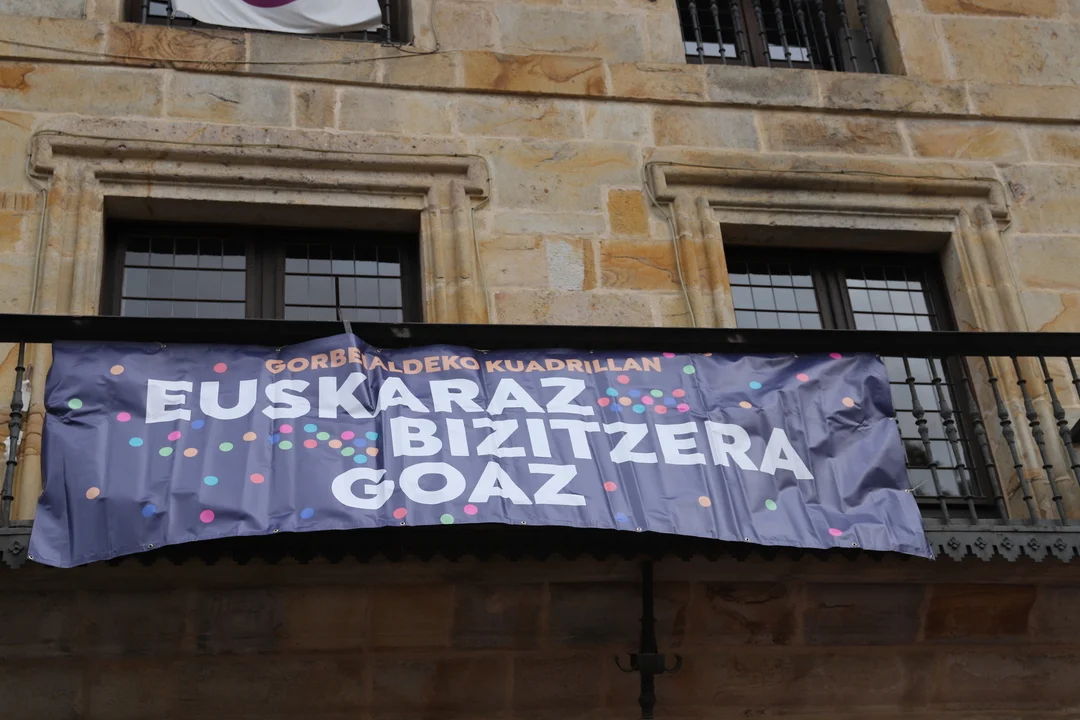 GORBEIALDEKO KUADRILLAN
EUSKARAZ
BIZITZERA
GOAZ